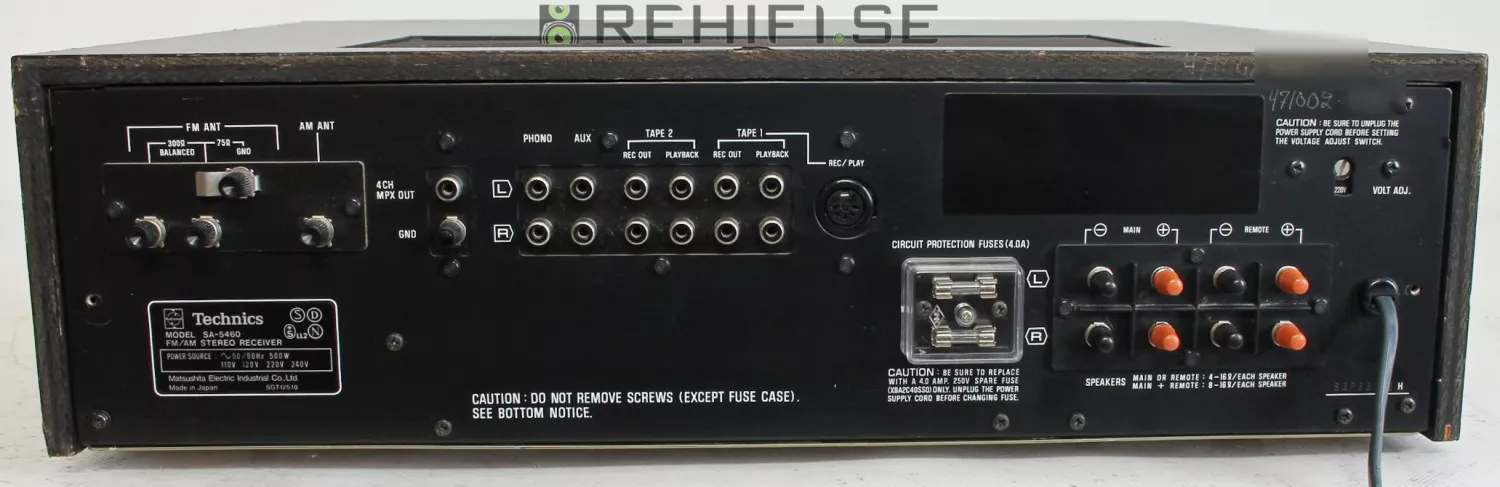 REHIFI.SE
471002
FM ANT
AM ANT
300Ω
BALANCED
75Ω
GND
4CH
MPX OUT
GND
PHONO
AUX
TAPE 2
REC OUT
PLAYBACK
TAPE 1
REC OUT
PLAYBACK
REC/PLAY
L
R
CAUTION : BE SURE TO UNPLUG THE
POWER SUPPLY CORD BEFORE SETTING
THE VOLTAGE ADJUST SWITCH.
220V
VOLT ADJ.
CIRCUIT PROTECTION FUSES (4.0A)
MAIN
REMOTE
L
R
CAUTION : BE SURE TO REPLACE
WITH A 4.0 AMP. 250V SPARE FUSE
(XBA2C40SS0) ONLY. UNPLUG THE POWER
SUPPLY CORD BEFORE CHANGING FUSE.
SPEAKERS
MAIN OR REMOTE : 4-16Ω/EACH SPEAKER
MAIN + REMOTE : 8-16Ω/EACH SPEAKER
H
Technics
S D
N
MODEL SA-5460
FM/AM STEREO RECEIVER
POWER SOURCE : ~50/60Hz 500W
110V 120V 220V 240V
Matsushita Electric Industrial Co., Ltd
Made in Japan
SGT12510
CAUTION : DO NOT REMOVE SCREWS (EXCEPT FUSE CASE).
SEE BOTTOM NOTICE.